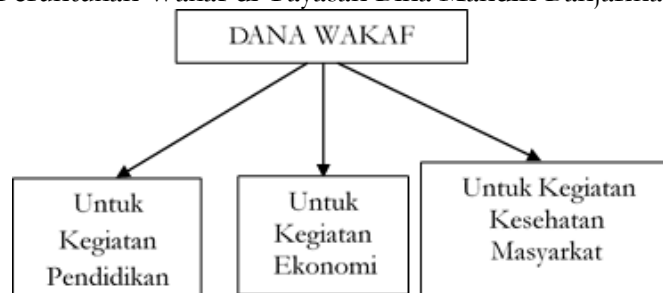 DANA WAKAF
Untuk
Kegiatan
Pendidikan
Untuk
Kegiatan
Ekonomi
Untuk Kegiatan
Kesehatan
Masyarkat